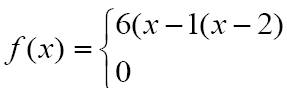 f(x) = { 6(x − 1(x − 2)
0